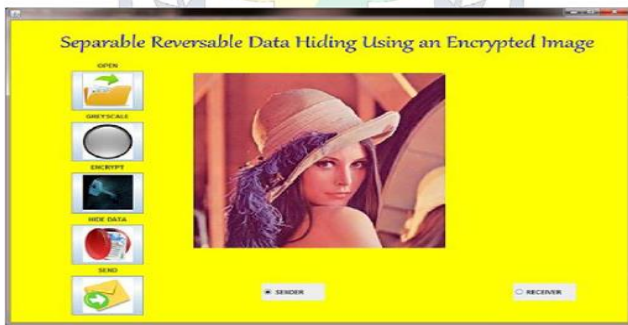 Separable Reversable Data Hiding Using an Encrypted Image
OPEN
GREYSCALE
ENCRYPT
HIDE DATA
SEND
SENDER
RECEIVER